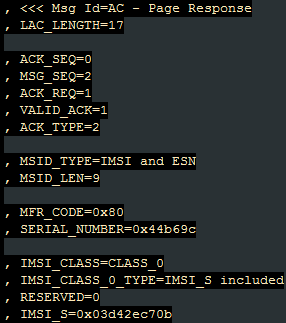 , <<< Msg Id=AC - Page Response
, LAC_LENGTH=17
, ACK_SEQ=0
, MSG_SEQ=2
, ACK_REQ=1
, VALID_ACK=1
, ACK_TYPE=2
, MSID_TYPE=IMSI and ESN
, MSID_LEN=9
, MFR_CODE=0x80
, SERIAL_NUMBER=0x44b69c
, IMSI_CLASS=CLASS_0
, IMSI_CLASS_0_TYPE=IMSI_S included
, RESERVED=0
, IMSI_S=0x03d42ec70b